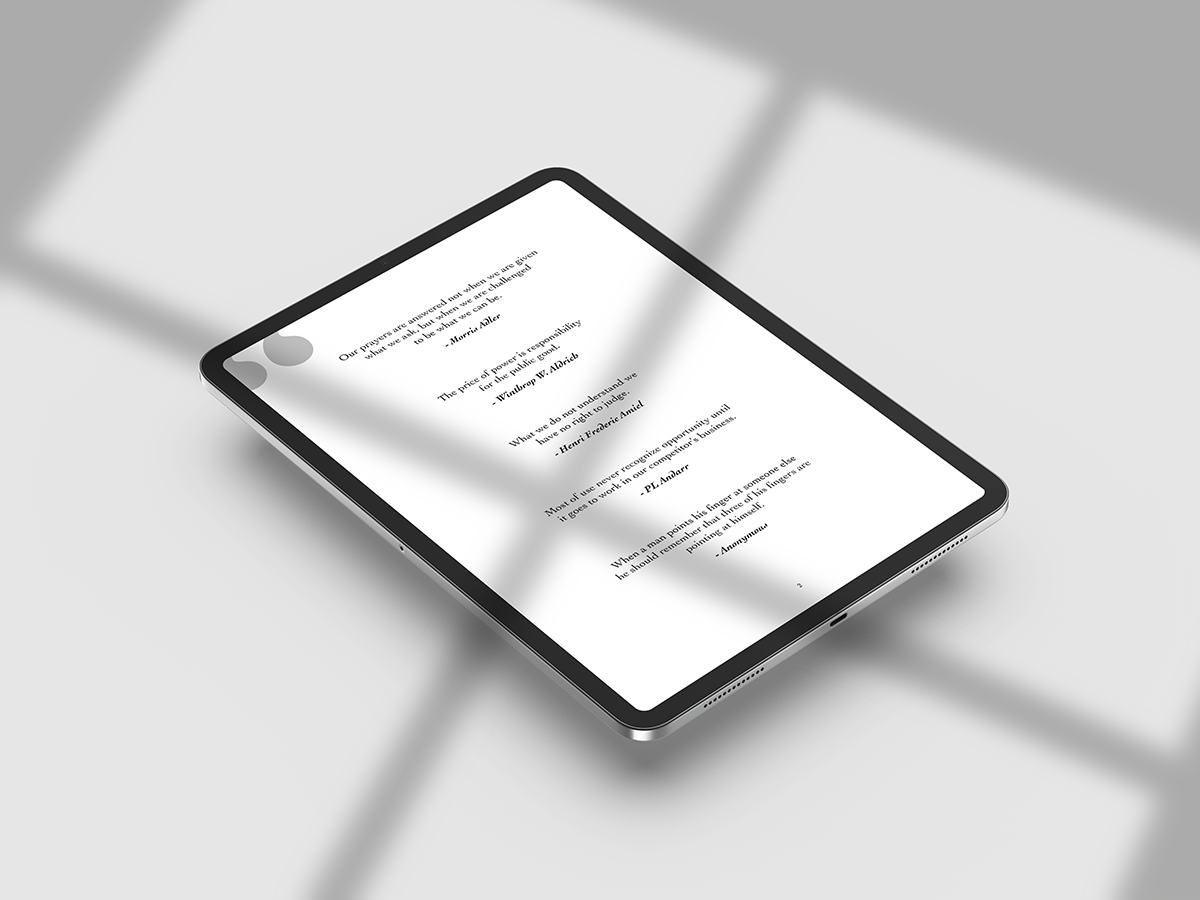 Our prayers are answered not when we are given
what we ask, but when we are challenged
to be what we can be.
- Morris Adler
The price of power is responsibility
for the public good.
- Winthrop W. Aldrich
What we do not understand we
have no right to judge.
- Henri Frederic Amiel
Most of use never recognize opportunity until
it goes to work in our competitor's business.
- P.L. Andarr
When a man points his finger at someone else
he should remember that three of his fingers are
pointing at himself.
- Anonymous
2